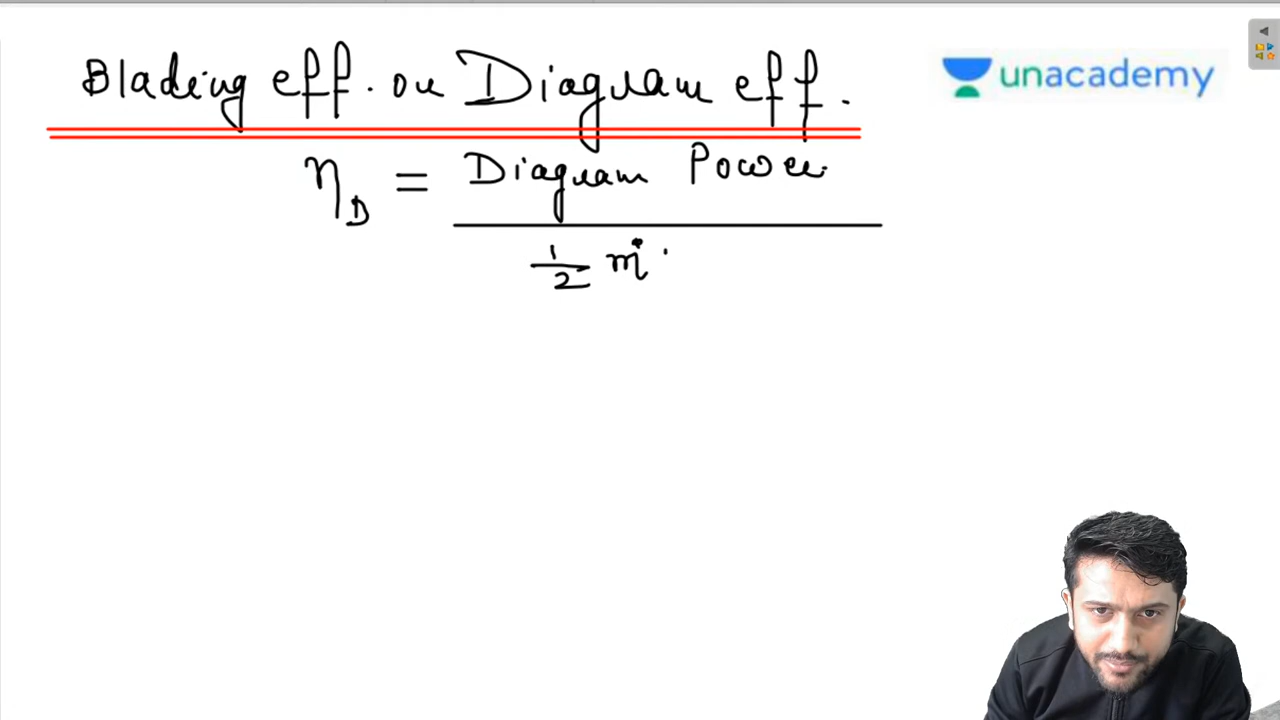 Blading eff. or Diagram eff.
unacademy
η_D = Diagram Power
1/2 ṁ